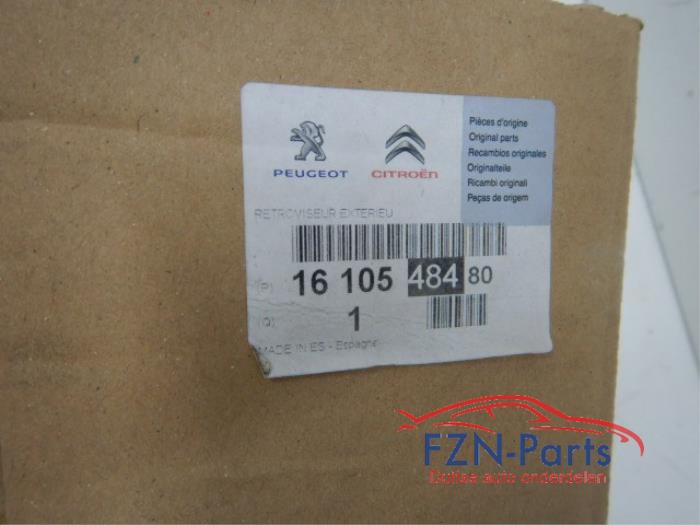 PEUGEOT
CITROËN
Pièces d'origine
Original parts
Recambios originales
Originalteile
Ricambi originali
Peças de origem
RETROVISEUR EXTERIEU
(P) 16 105 484 80
(Q) 1
MADE IN ES - Espagne
FZN-Parts
Duitse auto onderdelen